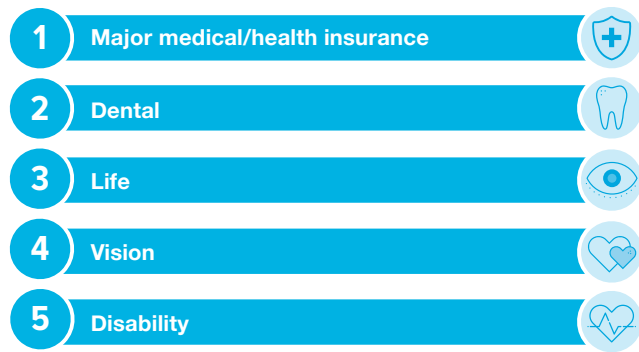 1 Major medical/health insurance
2 Dental
3 Life
4 Vision
5 Disability